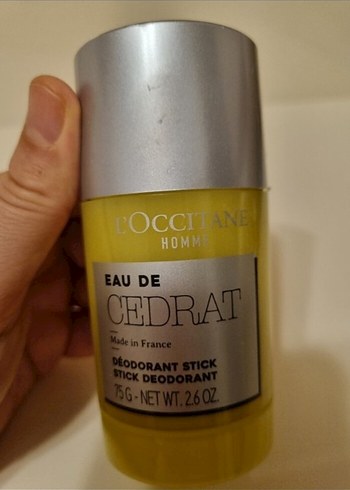 L'OCCITANE
HOMME
EAU DE
CEDRAT
Made in France
DÉODORANT STICK
STICK DEODORANT
75 G - NET WT. 2.6 OZ.